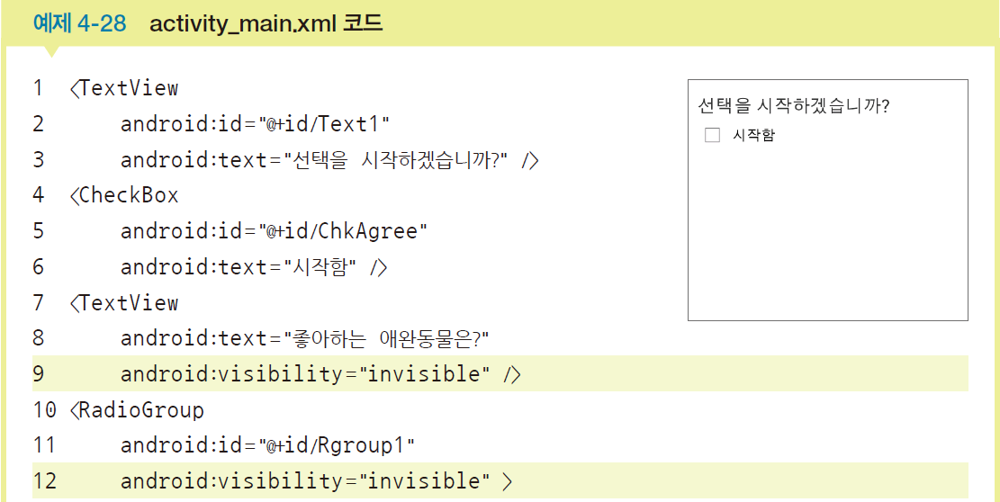 예제 4-28 activity_main.xml 코드
1 <TextView
2 android:id="@+id/Text1"
3 android:text="선택을 시작하겠습니까?" />
4 <CheckBox
5 android:id="@+id/ChkAgree"
6 android:text="시작함" />
7 <TextView
8 android:text="좋아하는 애완동물은?"
9 android:visibility="invisible" />
10 <RadioGroup
11 android:id="@+id/Rgroup1"
12 android:visibility="invisible" >
선택을 시작하겠습니까?
시작함